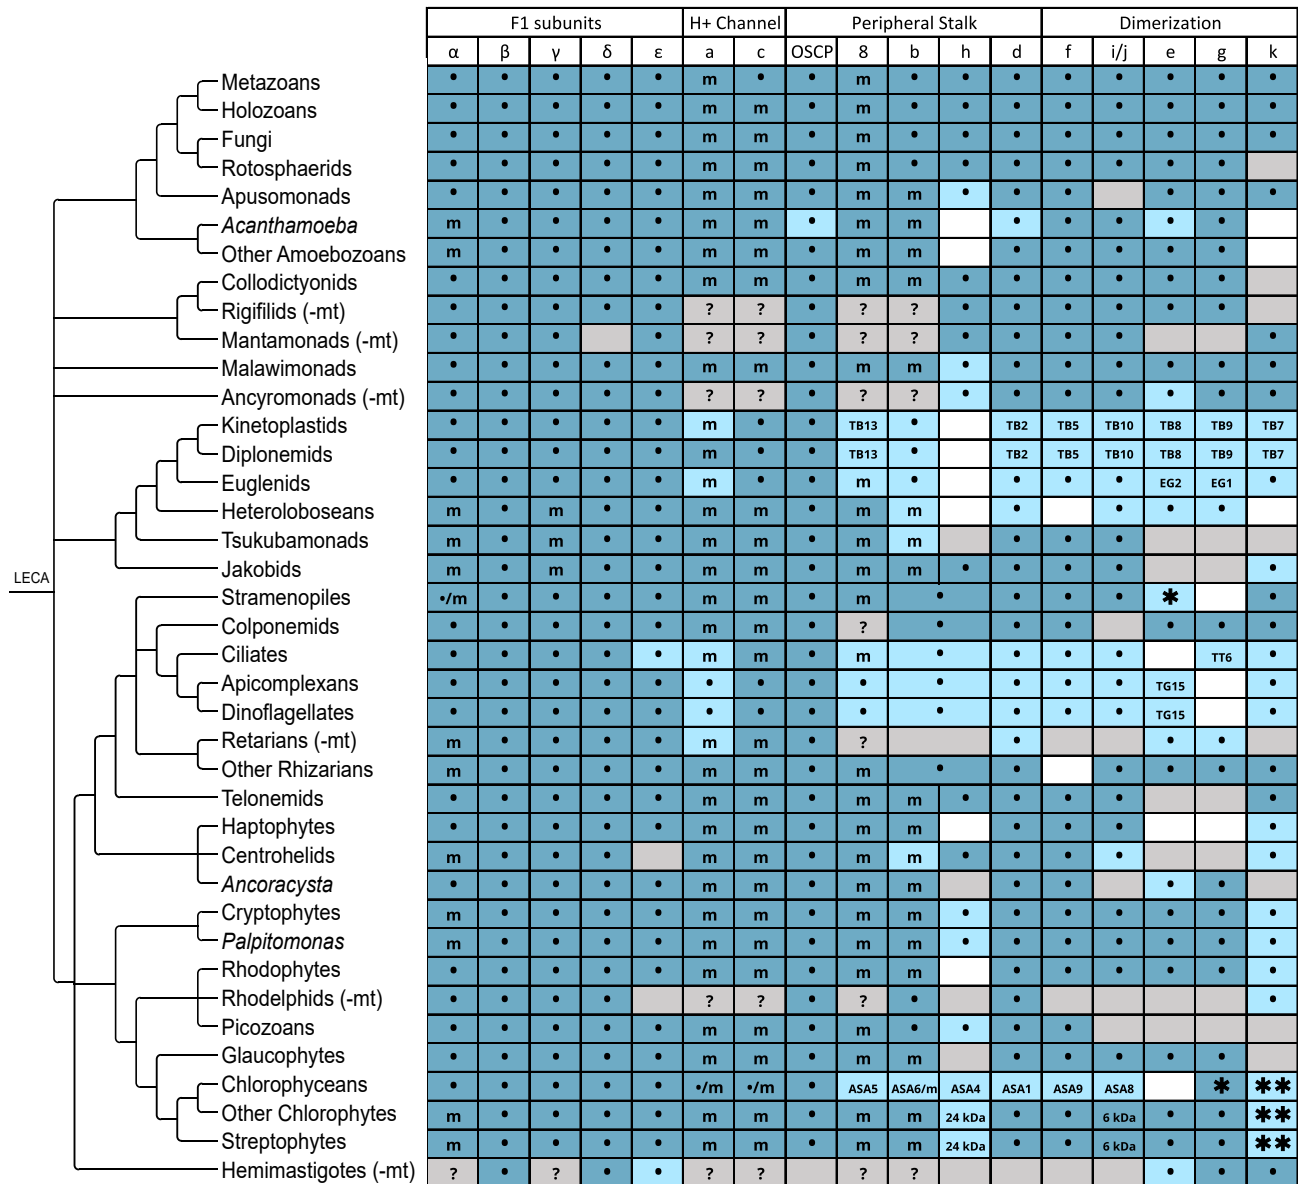 F1 subunits H+ Channel Peripheral Stalk Dimerization
α β γ δ ε a c OSCP 8 b h d f i/j e g k
Metazoans • • • • • m • • m • • • • • • • •
Holozoans • • • • • m m • m • • • • • • • •
Fungi • • • • • m m • m • • • • • • • •
Rotosphaerids • • • • • m m • m • • • • • • •
Apusomonads • • • • • m m • m m • • • • • •
Acanthamoeba m • • • • m m • m m • • • • •
Other Amoebozoans m • • • • m m • m m • • • • •
Collodictyonids • • • • • m m • m m • • • • • •
Rigifilids (-mt) • • • • • ? ? • ? ? • • • • • •
Mantamonads (-mt) • • • • ? ? • ? ? • • • • •
Malawimonads • • • • • m m • m m • • • • • • •
Ancyromonads (-mt) • • • • • ? ? • ? ? • • • • • • •
Kinetoplastids • • • • • m • • TB13 • TB2 TB5 TB10 TB8 TB9 TB7
Diplonemids • • • • • m • • TB13 • TB2 TB5 TB10 TB8 TB9 TB7
Euglenids • • • • • m • • m • • • • EG2 EG1 •
Heteroloboseans m • m • • m m • m m • • • •
Tsukubamonads m • m • • m m • m m • • •
Jakobids m • m • • m m • m m • • • • •
LECA
Stramenopiles •/m • • • • m m • m • • • • * •
Colponemids • • • • • m m • ? • • • • • •
Ciliates • • • • • m m • m • • • • TT6 •
Apicomplexans • • • • • • • • • • • • • TG15 •
Dinoflagellates • • • • • • • • • • • • • TG15 •
Retarians (-mt) m • • • • m m • ? • • •
Other Rhizarians m • • • • m m • m • • • • • •
Telonemids • • • • • m m • m m • • • • •
Haptophytes • • • • • m m • m m • • • •
Centrohelids m • • • m m • m m • • • • •
Ancoracysta • • • • • m m • m m • • • •
Cryptophytes m • • • • m m • m m • • • • • • •
Palpitomonas m • • • • m m • m m • • • • • • •
Rhodophytes • • • • • m m • m m • • • • • •
Rhodelphids (-mt) • • • • ? ? • ? • • •
Picozoans • • • • • m m • m • • • •
Glaucophytes • • • • • m m • m m • • • • •
Chlorophyceans • • • • • •/m •/m • ASA5 ASA6/m ASA4 ASA1 ASA9 ASA8 * **
Other Chlorophytes m • • • • m m • m m 24 kDa • • 6 kDa • • **
Streptophytes m • • • • m m • m m 24 kDa • • 6 kDa • • **
Hemimastigotes (-mt) ? • ? • • ? ? ? ? • • •